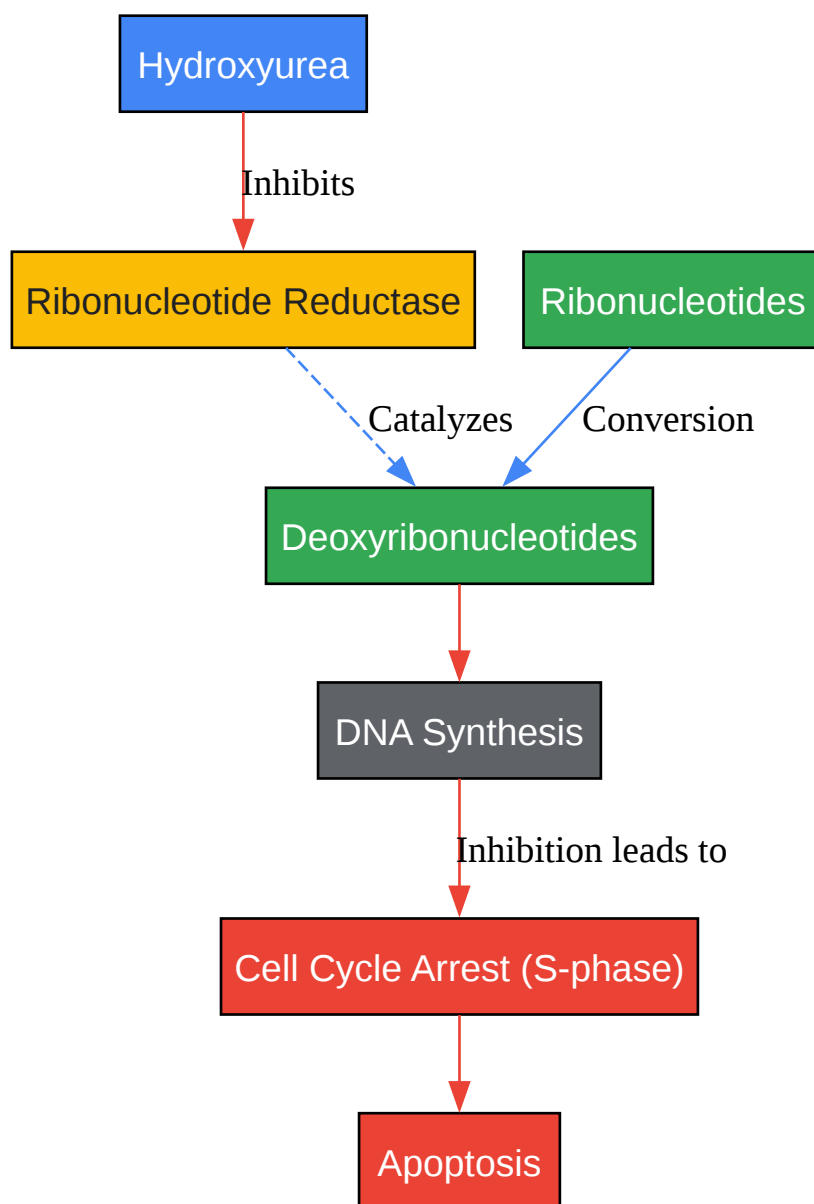 Hydroxyurea
Inhibits
Ribonucleotide Reductase
Ribonucleotides
Catalyzes
Conversion
Deoxyribonucleotides
DNA Synthesis
Inhibition leads to
Cell Cycle Arrest (S-phase)
Apoptosis